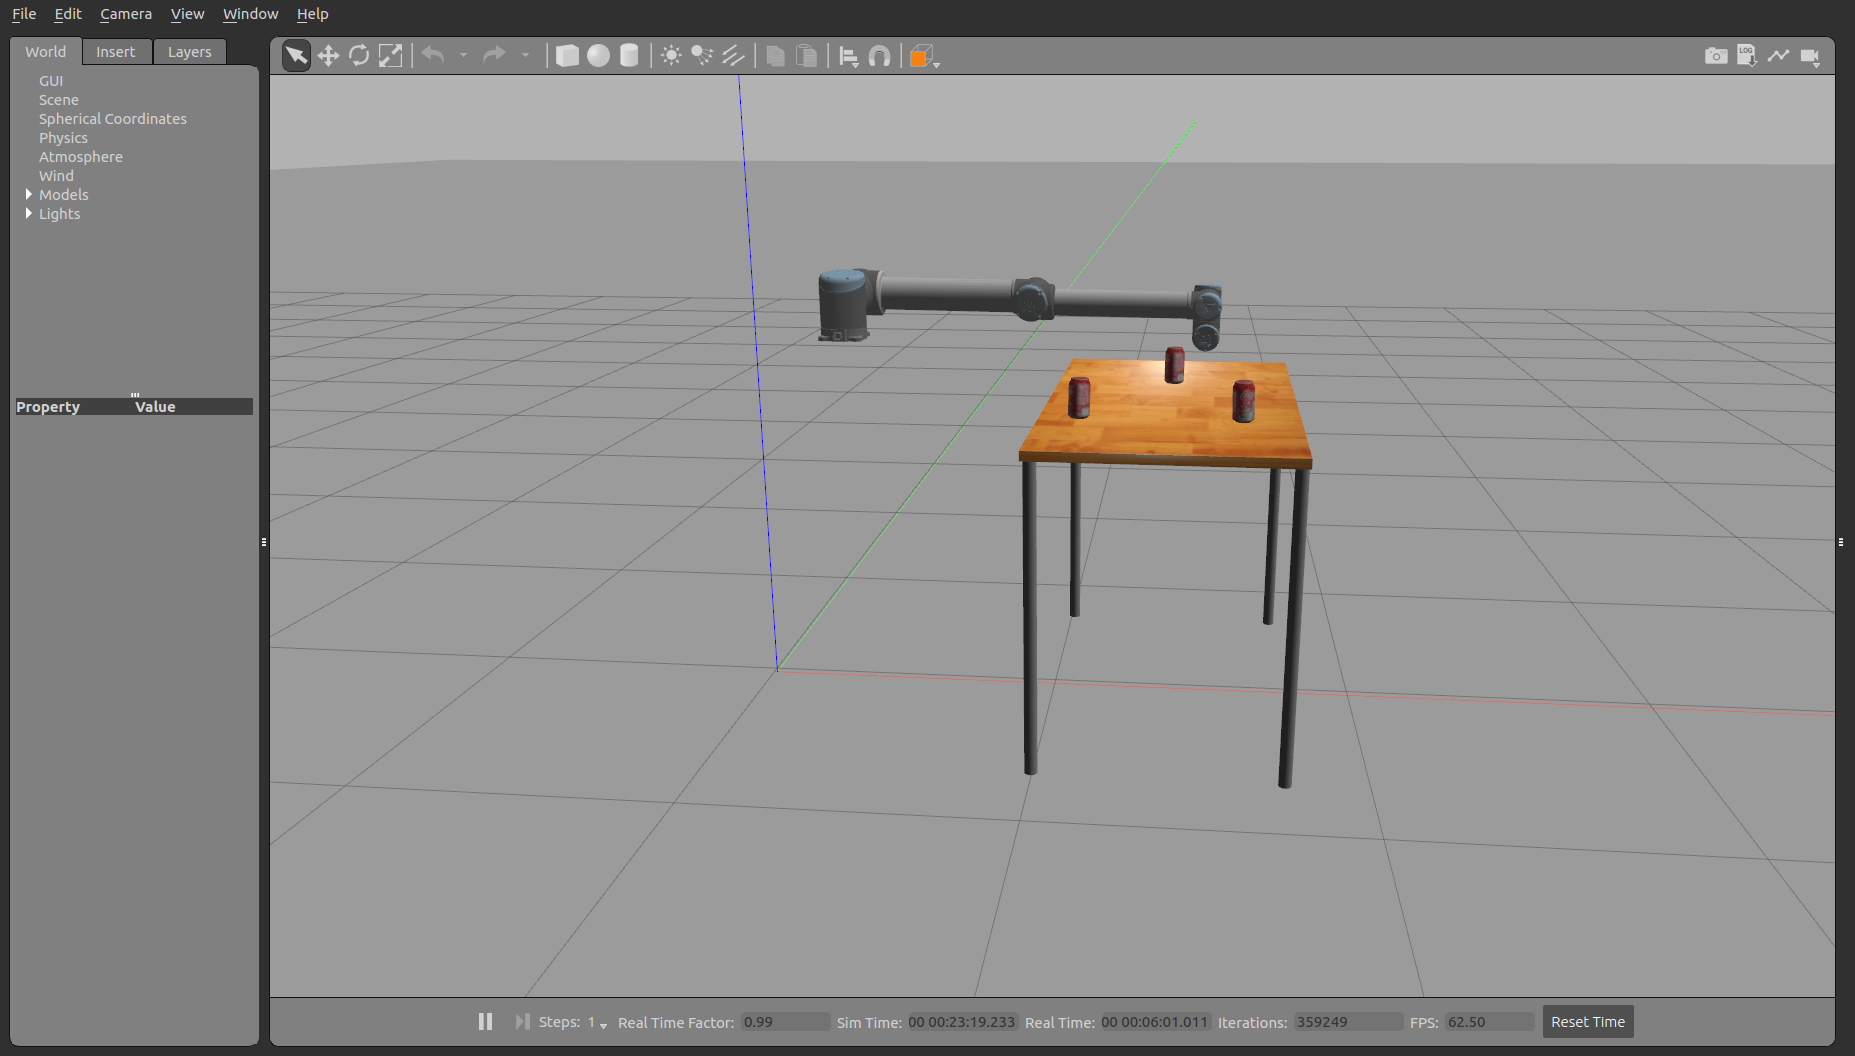 File Edit Camera View Window Help
World Insert Layers
GUI
Scene
Spherical Coordinates
Physics
Atmosphere
Wind
Models
Lights
Property Value
LOG
Steps: 1 Real Time Factor: 0.99 Sim Time: 00 00:23:19.233 Real Time: 00 00:06:01.011 Iterations: 359249 FPS: 62.50 Reset Time